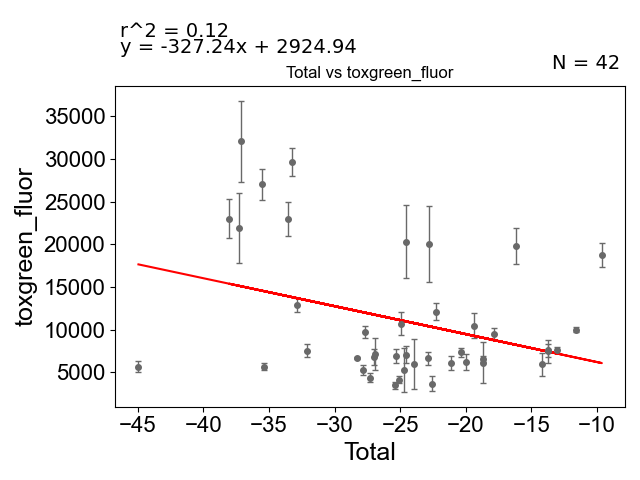 r^2 = 0.12
y = -327.24x + 2924.94
N = 42
Total vs toxgreen_fluor
35000
30000
25000
20000
15000
10000
5000
toxgreen_fluor
−45
−40
−35
−30
−25
−20
−15
−10
Total